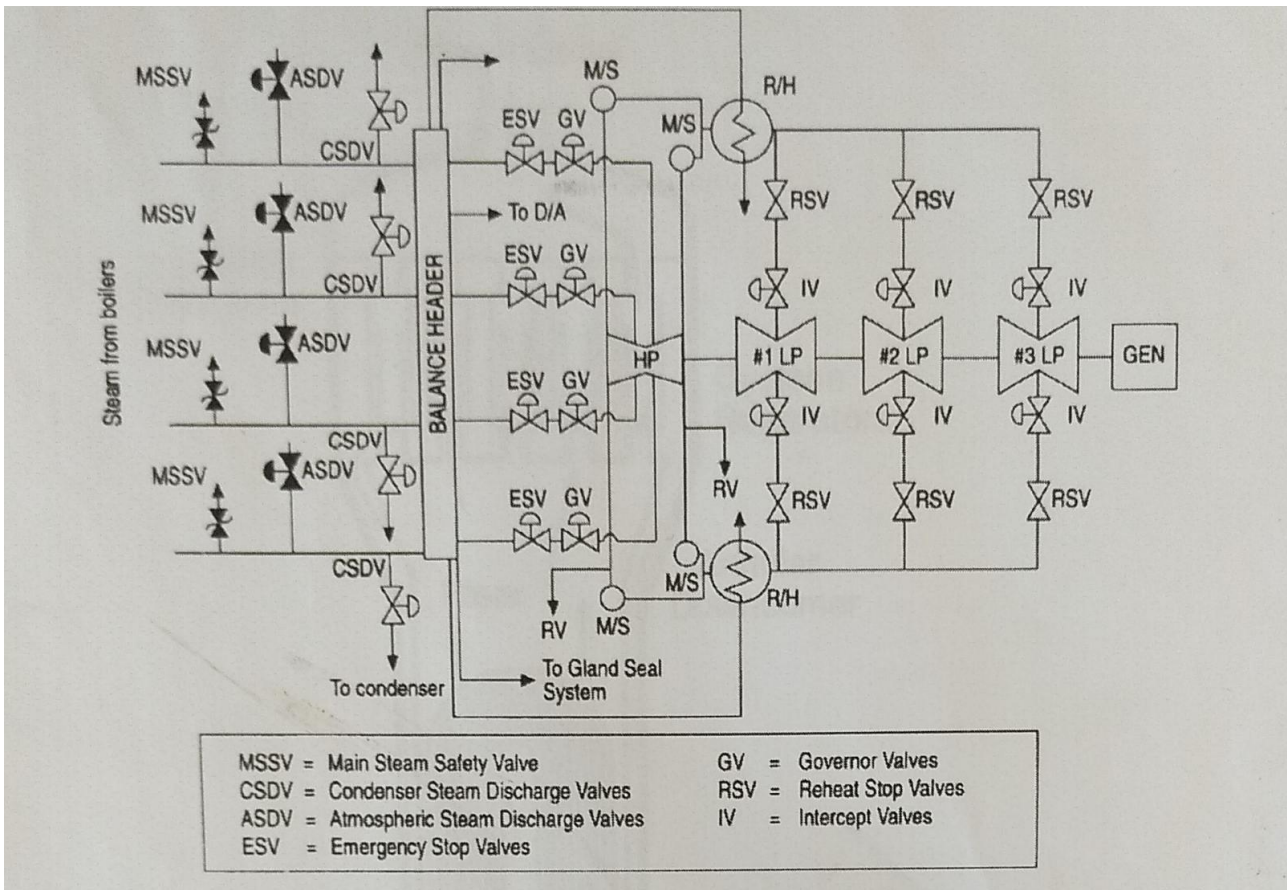 M/S
R/H
MSSV
ASDV
ESV
GV
M/S
CSDV
RSV
RSV
RSV
MSSV
ASDV
To D/A
ESV
GV
CSDV
IV
IV
IV
Steam from boilers
BALANCE HEADER
MSSV
ASDV
HP
#1 LP
#2 LP
#3 LP
GEN
ESV
GV
IV
IV
IV
CSDV
MSSV
ASDV
ESV
GV
RV
RSV
RSV
RSV
CSDV
M/S
R/H
RV
M/S
To condenser
To Gland Seal
System
MSSV = Main Steam Safety Valve
CSDV = Condenser Steam Discharge Valves
ASDV = Atmospheric Steam Discharge Valves
ESV = Emergency Stop Valves
GV = Governor Valves
RSV = Reheat Stop Valves
IV = Intercept Valves